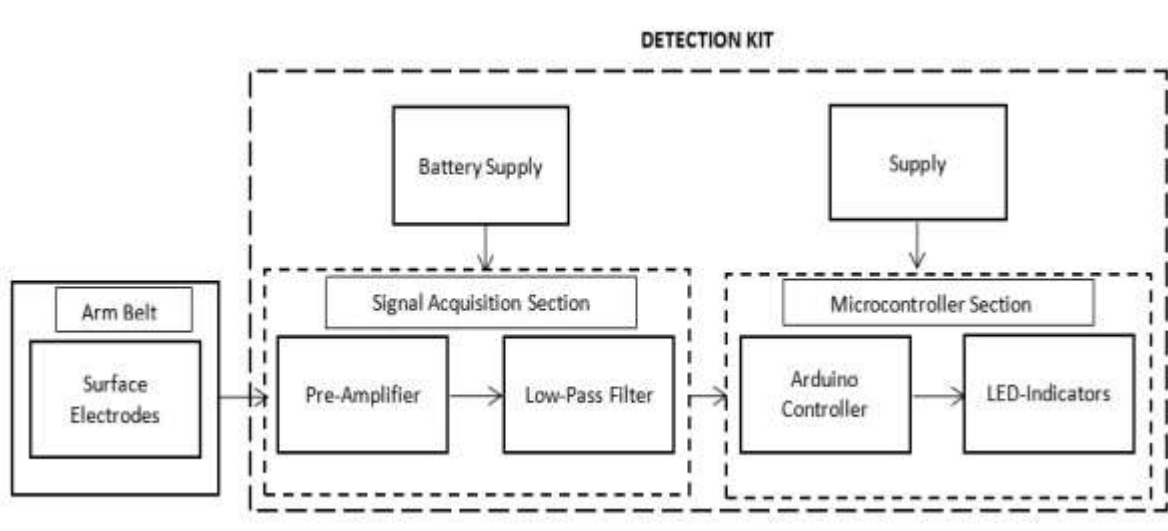 DETECTION KIT
Battery Supply
Supply
Arm Belt
Surface
Electrodes
Signal Acquisition Section
Pre-Amplifier
Low-Pass Filter
Microcontroller Section
Arduino
Controller
LED-Indicators